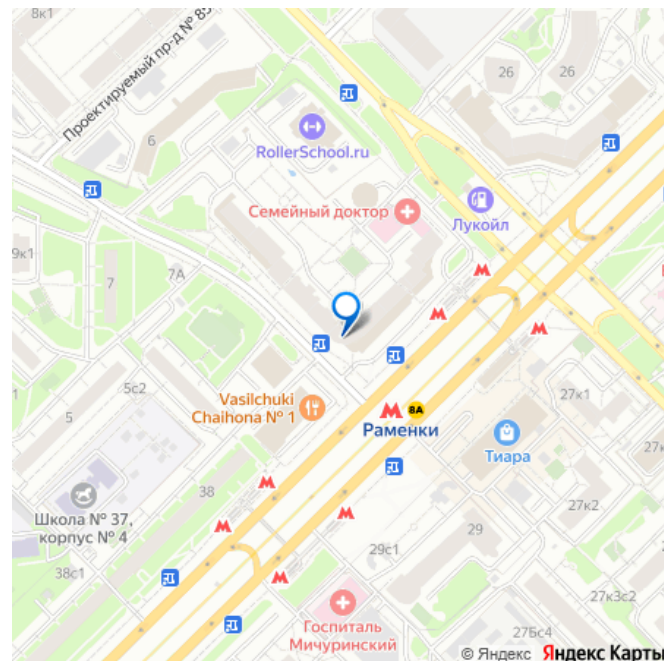 8к1
Проектируемый пр-д № 85
26
26
6
RollerSchool.ru
Семейный доктор
Лукойл
9к1
7
7А
5с2
5
Vasilchuki
Chaihona № 1
8А
Раменки
27к1
Тиара
38
27к2
Школа № 37,
корпус № 4
29
29с1
38с1
27к3с2
Госпиталь
Мичуринский
27Бс4
© Яндекс Яндекс Карты